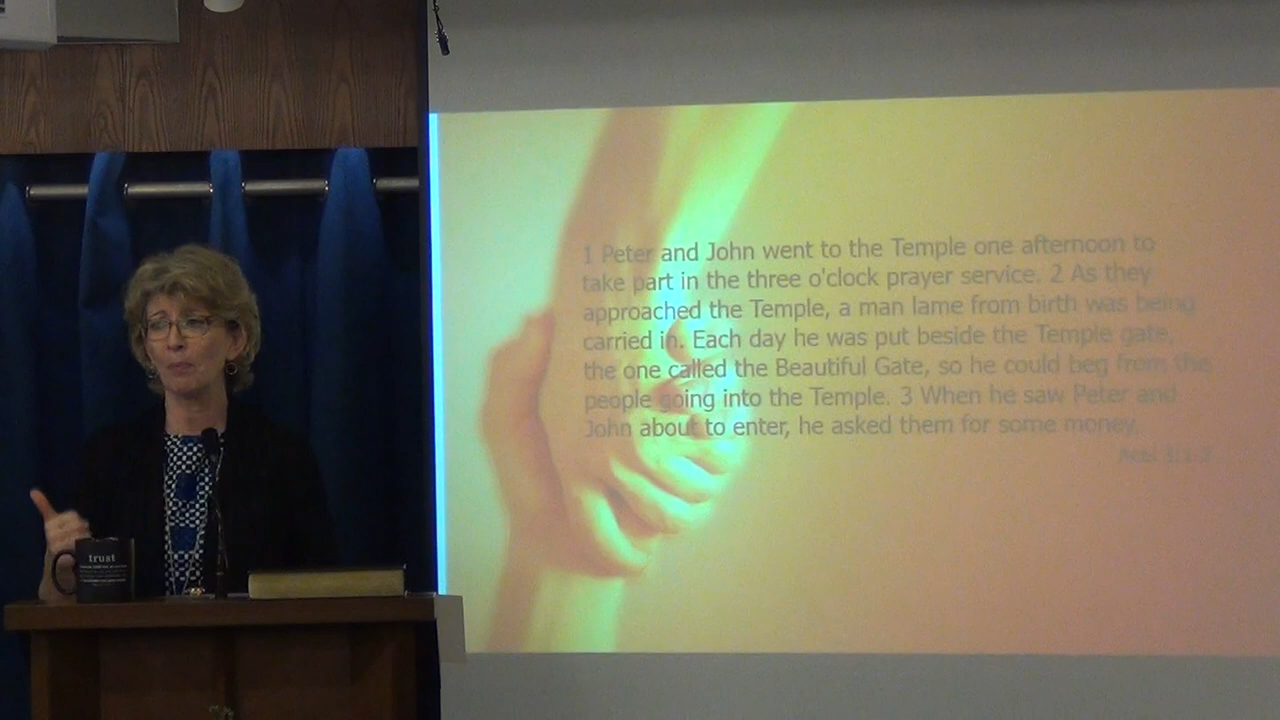 1 Peter and John went to the Temple one afternoon to
take part in the three o'clock prayer service. 2 As they
approached the Temple, a man lame from birth was being
carried in. Each day he was put beside the Temple gate,
the one called the Beautiful Gate, so he could beg from the
people going into the Temple. 3 When he saw Peter and
John about to enter, he asked them for some money.
Acts 3:1-3
trust